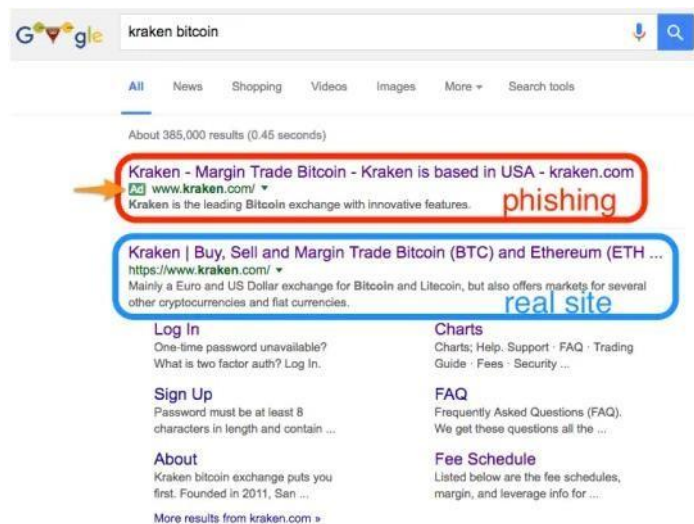 Google
kraken bitcoin
All News Shopping Videos Images More Search tools
About 385,000 results (0.45 seconds)
Kraken - Margin Trade Bitcoin - Kraken is based in USA - kraken.com
Ad www.kraken.com/
Kraken is the leading Bitcoin exchange with innovative features.
phishing
Kraken | Buy, Sell and Margin Trade Bitcoin (BTC) and Ethereum (ETH ...
https://www.kraken.com/
Mainly a Euro and US Dollar exchange for Bitcoin and Litecoin, but also offers markets for several
other cryptocurrencies and fiat currencies.
real site
Log In
One-time password unavailable?
What is two factor auth? Log In.
Charts
Charts; Help. Support · FAQ · Trading
Guide · Fees · Security ...
Sign Up
Password must be at least 8
characters in length and contain ...
FAQ
Frequently Asked Questions (FAQ).
We get these questions all the ...
About
Kraken bitcoin exchange puts you
first. Founded in 2011, San ...
Fee Schedule
Listed below are the fee schedules,
margin, and leverage info for ...
More results from kraken.com »